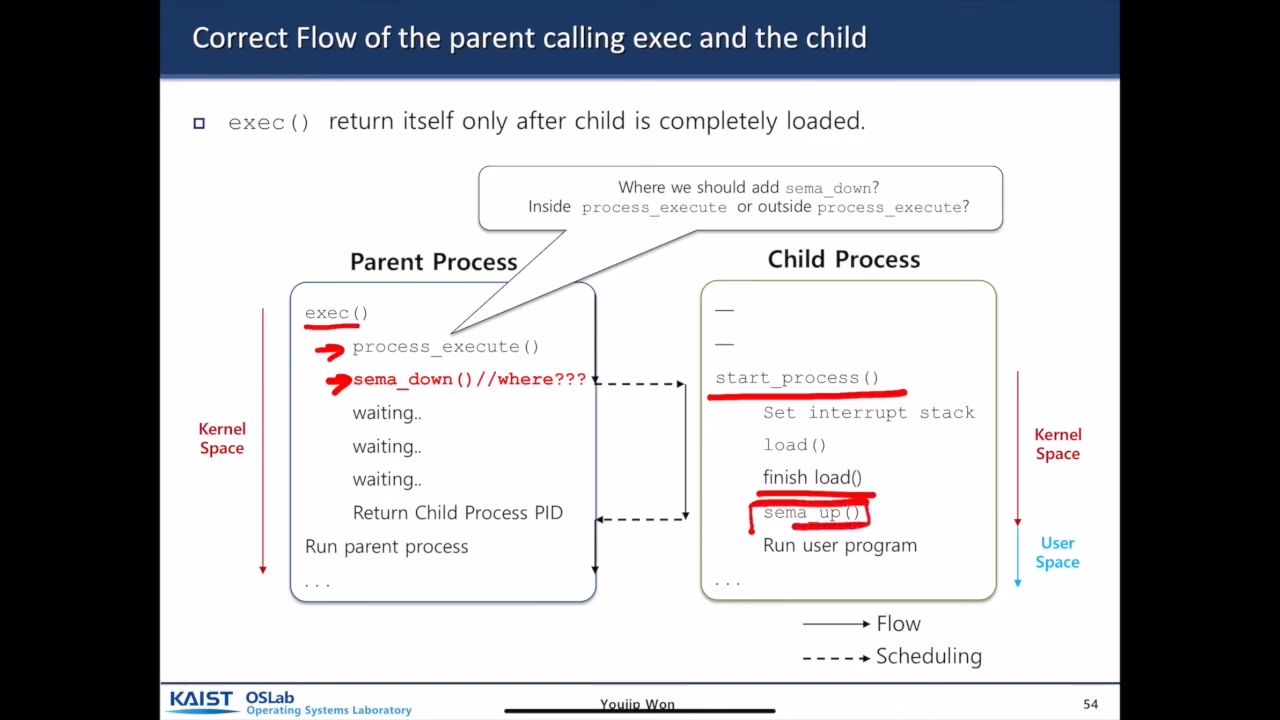 Correct Flow of the parent calling exec and the child
exec() return itself only after child is completely loaded.
Where we should add sema_down?
Inside process_execute or outside process_execute?
Parent Process
exec()
process_execute()
sema_down()//where???
waiting..
waiting..
waiting..
Return Child Process PID
Run parent process
...
Kernel
Space
Child Process
—
—
start_process()
Set interrupt stack
load()
finish load()
sema_up()
Run user program
...
Kernel
Space
User
Space
Flow
Scheduling
KAIST OSLab
Operating Systems Laboratory
Youjip Won
54